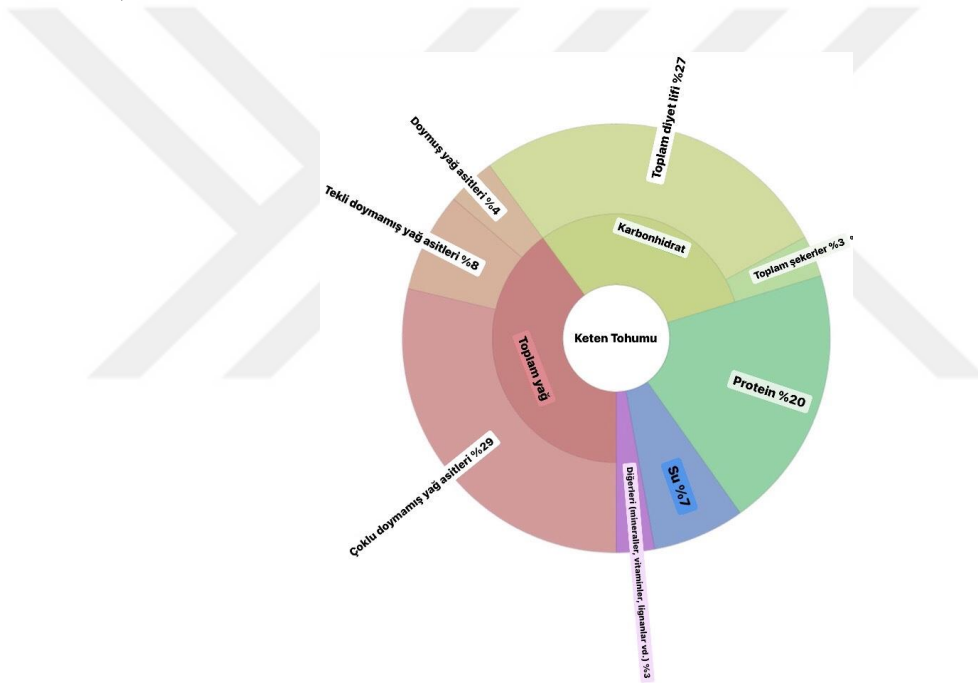 Toplam diyet lifi %27
Doymuş yağ asitleri %4
Tekli doymamış yağ asitleri %8
Karbonhidrat
Toplam şekerler %3
Keten Tohumu
Toplam yağ
Protein %20
Çoklu doymamış yağ asitleri %29
Su %7
Diğerleri (mineraller, vitaminler, lignanlar vd.) %3